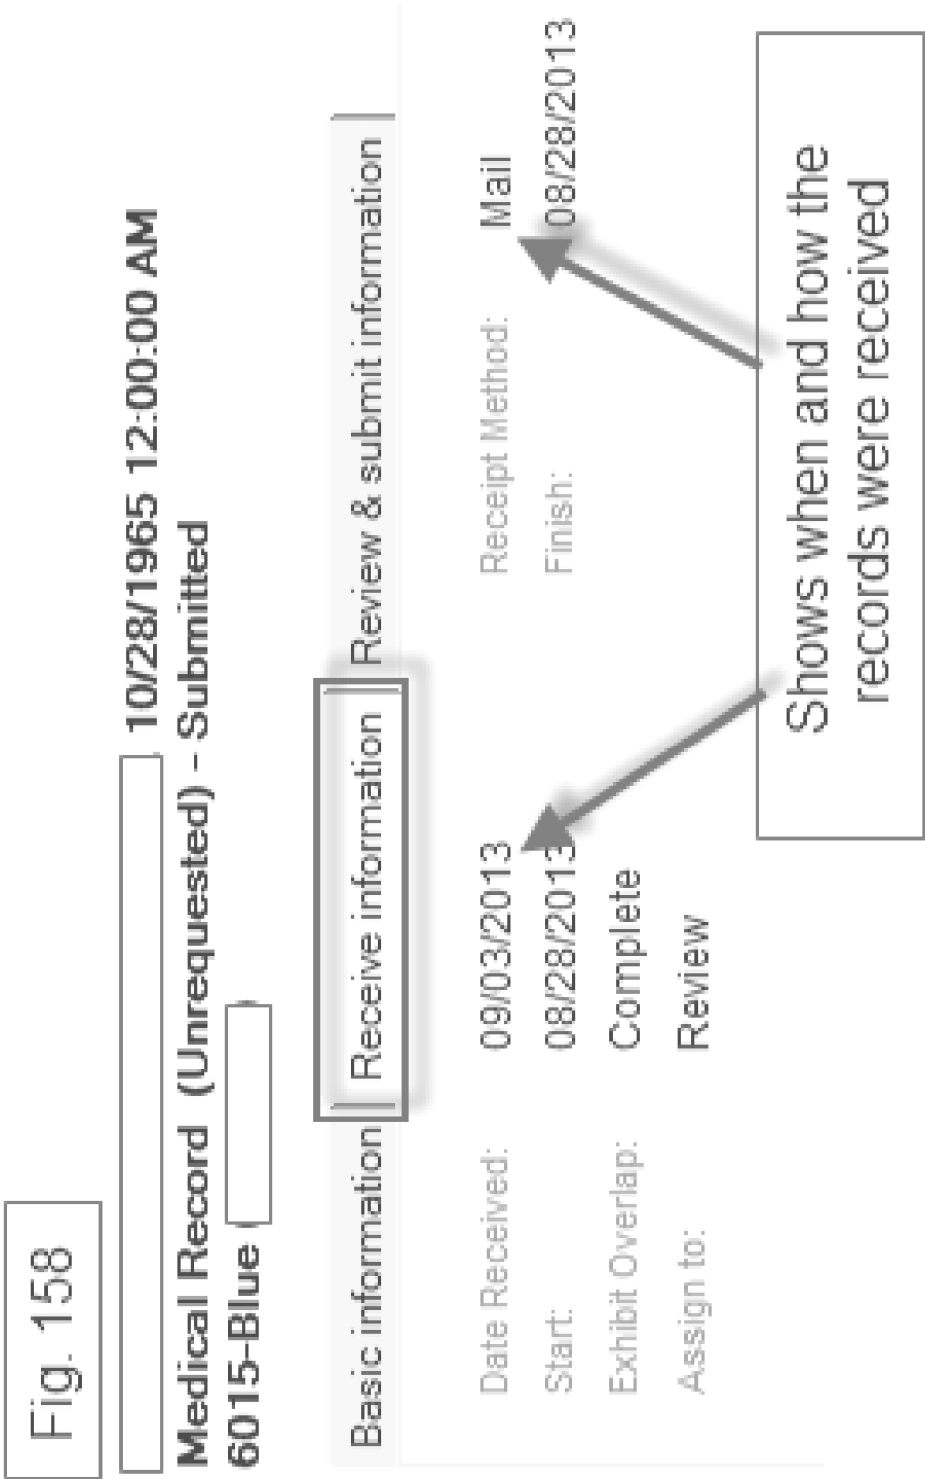 Fig. 158
10/28/1965 12:00:00 AM
Medical Record (Unrequested) – Submitted
6015-Blue
Basic information Receive information Review & submit information
Date Received: 09/03/2013 Receipt Method: Mail
Start: 08/28/2013 Finish: 08/28/2013
Exhibit Overlap: Complete
Assign to: Review
Shows when and how the
records were received